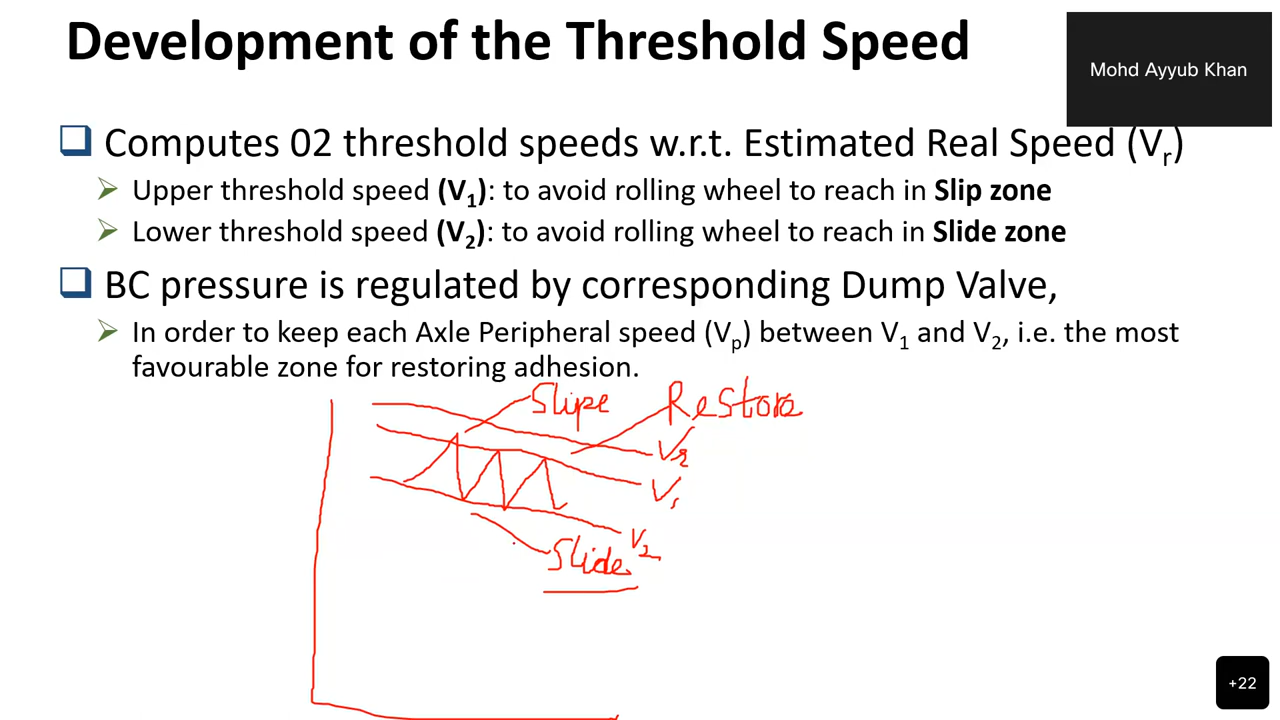 Development of the Threshold Speed
Mohd Ayyub Khan
Computes 02 threshold speeds w.r.t. Estimated Real Speed (Vr)
Upper threshold speed (V1): to avoid rolling wheel to reach in Slip zone
Lower threshold speed (V2): to avoid rolling wheel to reach in Slide zone
BC pressure is regulated by corresponding Dump Valve,
In order to keep each Axle Peripheral speed (Vp) between V1 and V2, i.e. the most
favourable zone for restoring adhesion.
Slipe
Restore
Vr
V1
V2
Slide
+22